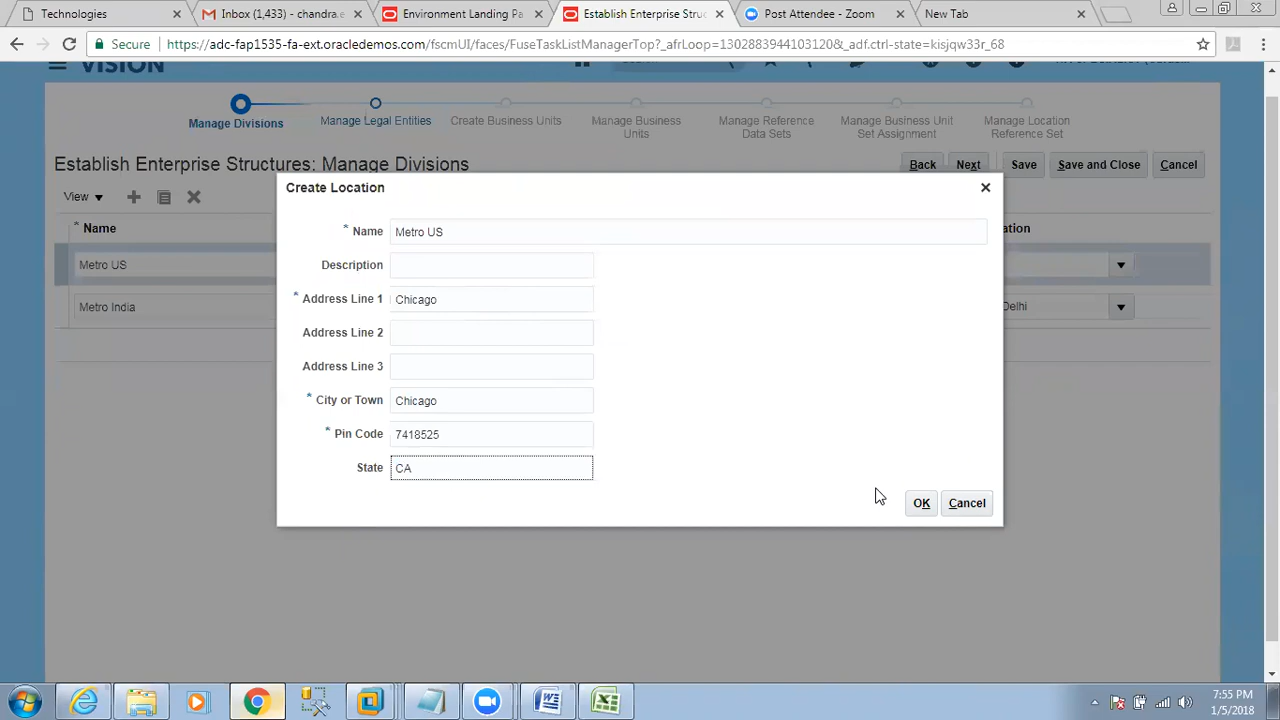 Technologies
Inbox (1,433) - chandra.e
Environment Landing Pa
Establish Enterprise Struc
Post Attendee - Zoom
New Tab
Secure
https://adc-fap1535-fa-ext.oracledemos.com/fscmUI/faces/FuseTaskListManagerTop?_afrLoop=13028839440103120&_adf.ctrl-state=kisjqw33r_68
VISION
Manage Divisions
Manage Legal Entities
Create Business Units
Manage Business Units
Manage Reference Data Sets
Manage Business Unit Set Assignment
Manage Location Reference Set
Establish Enterprise Structures: Manage Divisions
Back
Next
Save
Save and Close
Cancel
View
* Name
ation
Metro US
Metro India
Delhi
Create Location
* Name Metro US
Description
* Address Line 1 Chicago
Address Line 2
Address Line 3
* City or Town Chicago
* Pin Code 7418525
State CA
OK
Cancel
7:55 PM
1/5/2018